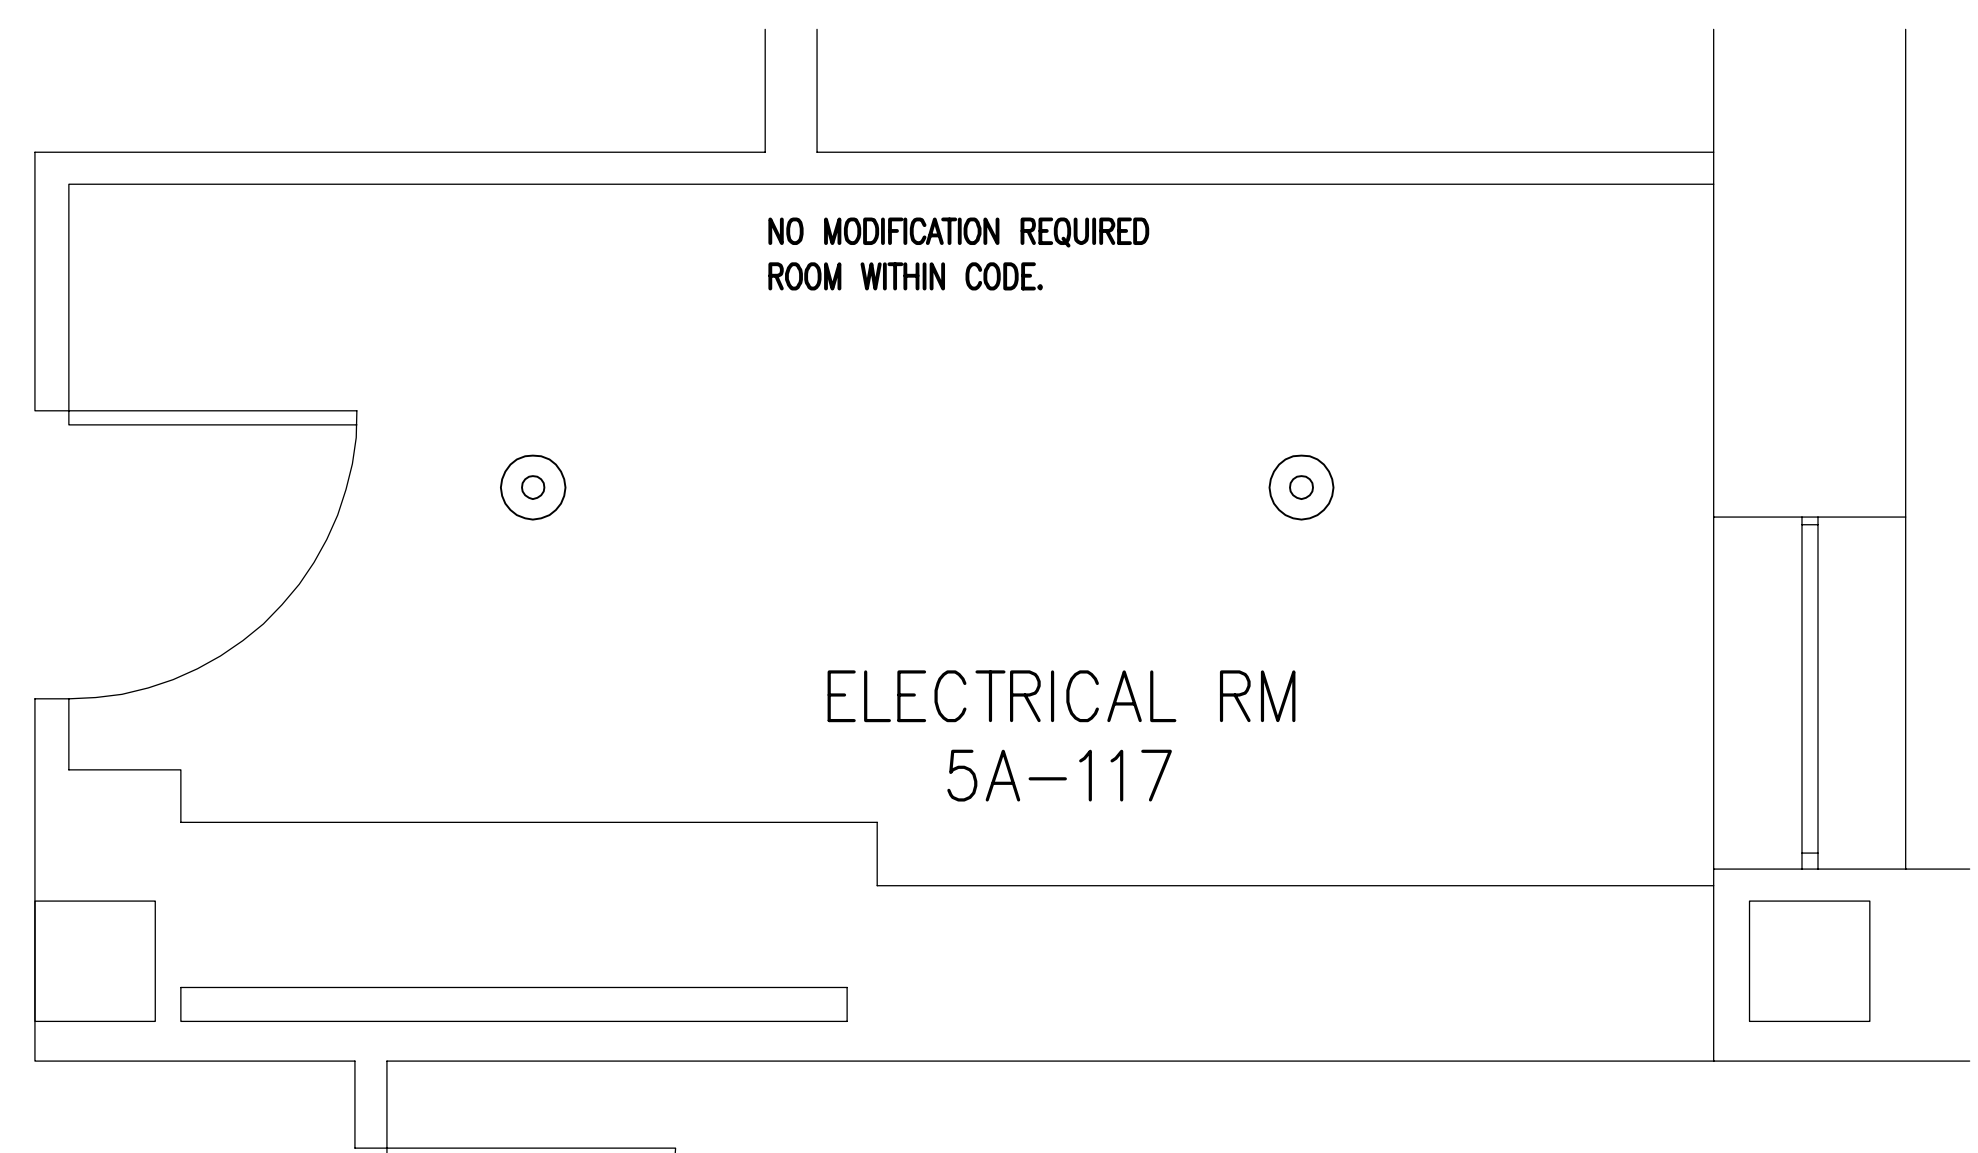 NO MODIFICATION REQUIRED
ROOM WITHIN CODE.
ELECTRICAL RM
5A-117